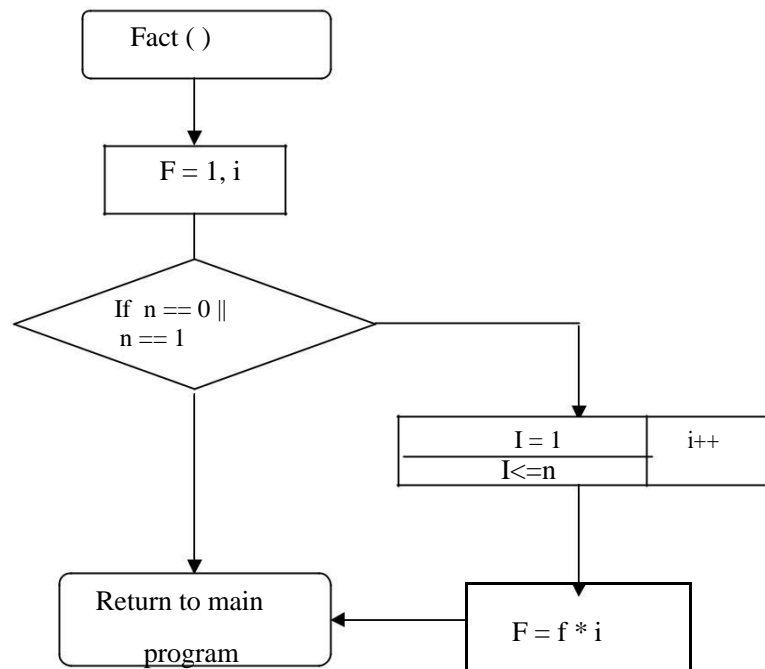 Fact ( )
F = 1, i
If n == 0 ||
n == 1
I = 1
i++
I<=n
Return to main
program
F = f * i